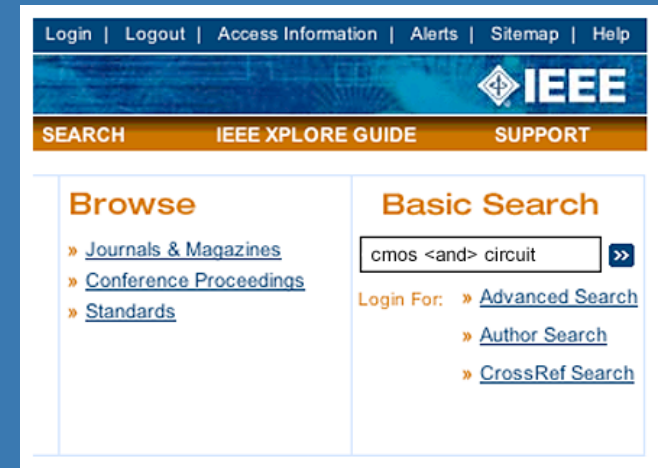 Login | Logout | Access Information | Alerts | Sitemap | Help
IEEE
SEARCH IEEE XPLORE GUIDE SUPPORT
Browse
» Journals & Magazines
» Conference Proceedings
» Standards
Basic Search
cmos <and> circuit »
Login For: » Advanced Search
» Author Search
» CrossRef Search